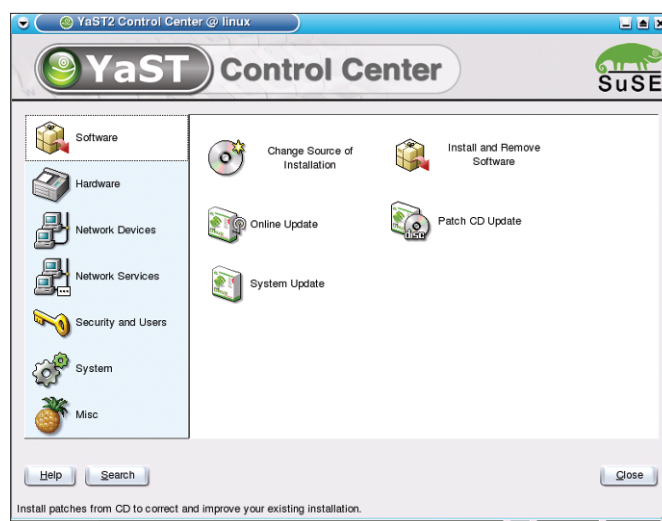 YaST2 Control Center @ linux
YaST Control Center
SuSE
Software
Hardware
Network Devices
Network Services
Security and Users
System
Misc
Change Source of
Installation
Install and Remove
Software
Online Update
Patch CD Update
System Update
Help
Search
Close
Install patches from CD to correct and improve your existing installation.